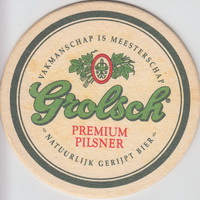 VAKMANSCHAP IS MEESTERSCHAP
Grolsch
PREMIUM
PILSNER
NATUURLIJK GERIJPT BIER